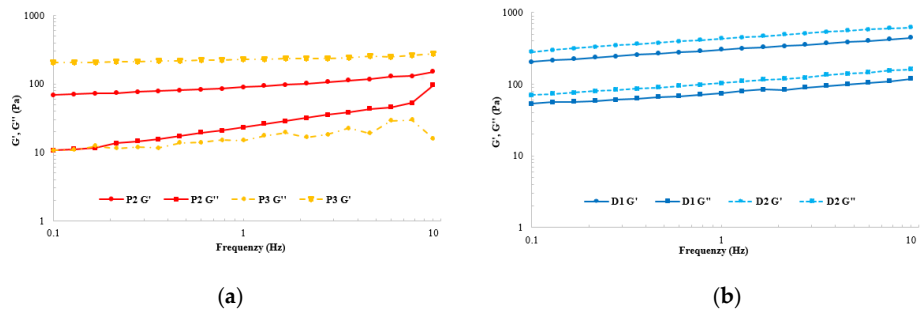 1000
100
10
1
G', G'' (Pa)
0.1
1
10
Frequenzy (Hz)
P2 G'
P2 G''
P3 G''
P3 G'
(a)
1000
100
10
1
G', G'' (Pa)
0.1
1
10
Frequenzy (Hz)
D1 G'
D1 G"
D2 G'
D2 G"
(b)